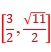 [3/2, √11/2]